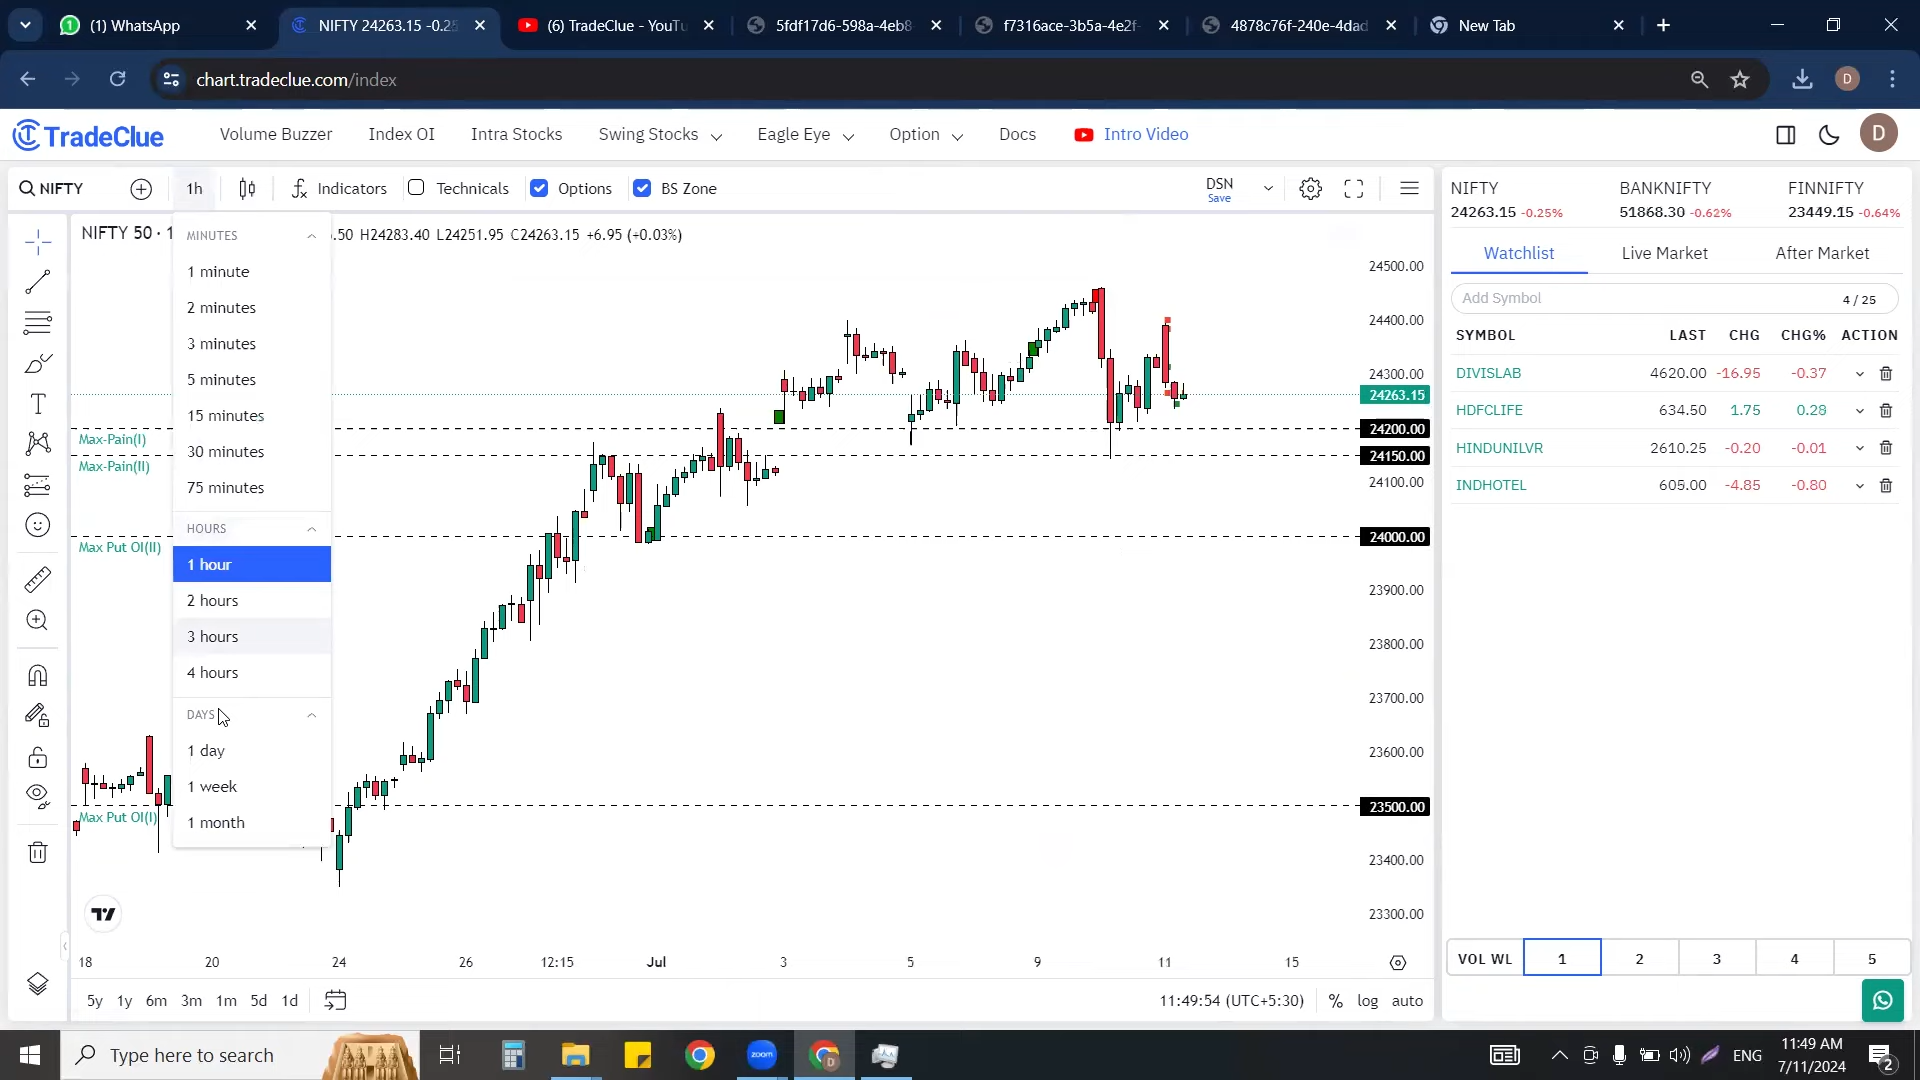 (1) WhatsApp
NIFTY 24263.15 -0.25
(6) TradeClue - YouTu
5fdf17d6-598a-4eb8-
f7316ace-3b5a-4e2f-
4878c76f-240e-4dad
New Tab
chart.tradeclue.com/index
D
TradeClue
Volume Buzzer
Index OI
Intra Stocks
Swing Stocks
Eagle Eye
Option
Docs
Intro Video
D
NIFTY
1h
Indicators
Technicals
Options
BS Zone
DSN
Save
NIFTY 50 · 1
.50 H24283.40 L24251.95 C24263.15 +6.95 (+0.03%)
MINUTES
1 minute
2 minutes
3 minutes
5 minutes
15 minutes
30 minutes
75 minutes
HOURS
1 hour
2 hours
3 hours
4 hours
DAYS
1 day
1 week
1 month
Max-Pain(I)
Max-Pain(II)
Max Put OI(II)
Max Put OI(I)
24500.00
24400.00
24300.00
24263.15
24200.00
24150.00
24100.00
24000.00
23900.00
23800.00
23700.00
23600.00
23500.00
23400.00
23300.00
18 20 24 26 12:15 Jul 3 5 9 11 15
5y 1y 6m 3m 1m 5d 1d
11:49:54 (UTC+5:30) % log auto
NIFTY BANKNIFTY FINNIFTY
24263.15 -0.25% 51868.30 -0.62% 23449.15 -0.64%
Watchlist Live Market After Market
Add Symbol 4 / 25
SYMBOL LAST CHG CHG% ACTION
DIVISLAB 4620.00 -16.95 -0.37
HDFCLIFE 634.50 1.75 0.28
HINDUNILVR 2610.25 -0.20 -0.01
INDHOTEL 605.00 -4.85 -0.80
VOL WL 1 2 3 4 5
Type here to search
zoom
D
ENG
11:49 AM
7/11/2024
2